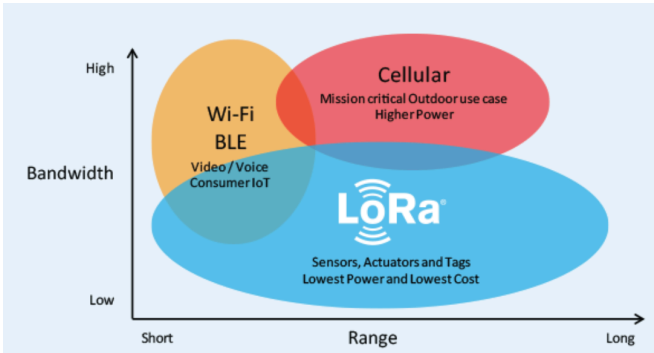 High
Bandwidth
Low
Wi-Fi
BLE
Video / Voice
Consumer IoT
Cellular
Mission critical Outdoor use case
Higher Power
LoRa®
Sensors, Actuators and Tags
Lowest Power and Lowest Cost
Short
Range
Long